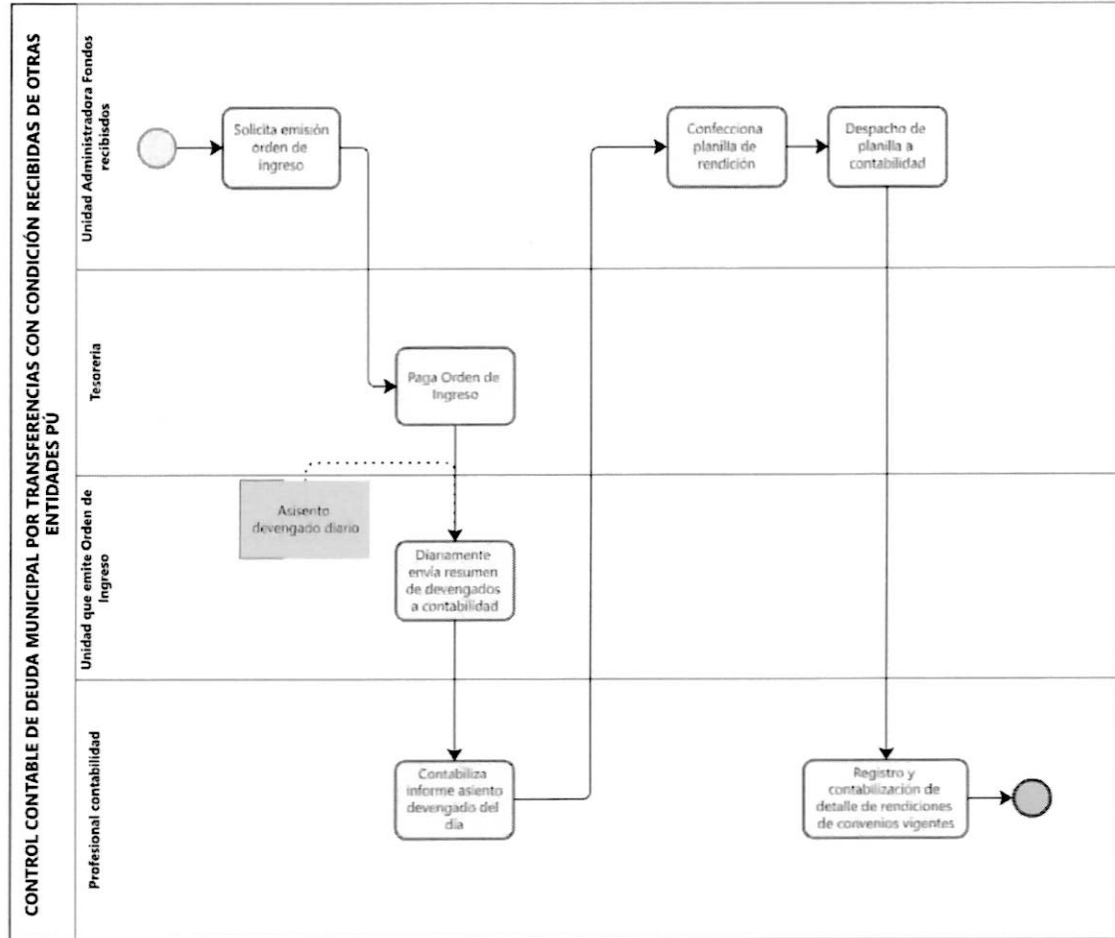 CONTROL CONTABLE DE DEUDA MUNICIPAL POR TRANSFERENCIAS CON CONDICIÓN RECIBIDAS DE OTRAS
ENTIDADES PÚ
Unidad Administradora Fondos
recibisdos
Solicita emisión
orden de
ingreso
Confecciona
planilla de
rendición
Despacho de
planilla a
contabilidad
Tesoreria
Paga Orden de
Ingreso
Unidad que emite Orden de
Ingreso
Asisento
devengado diario
Diariamente
envía resumen
de devengados
a contabilidad
Profesional contabilidad
Contabiliza
informe asiento
devengado del
día
Registro y
contabilización de
detalle de rendiciones
de convenios vigentes